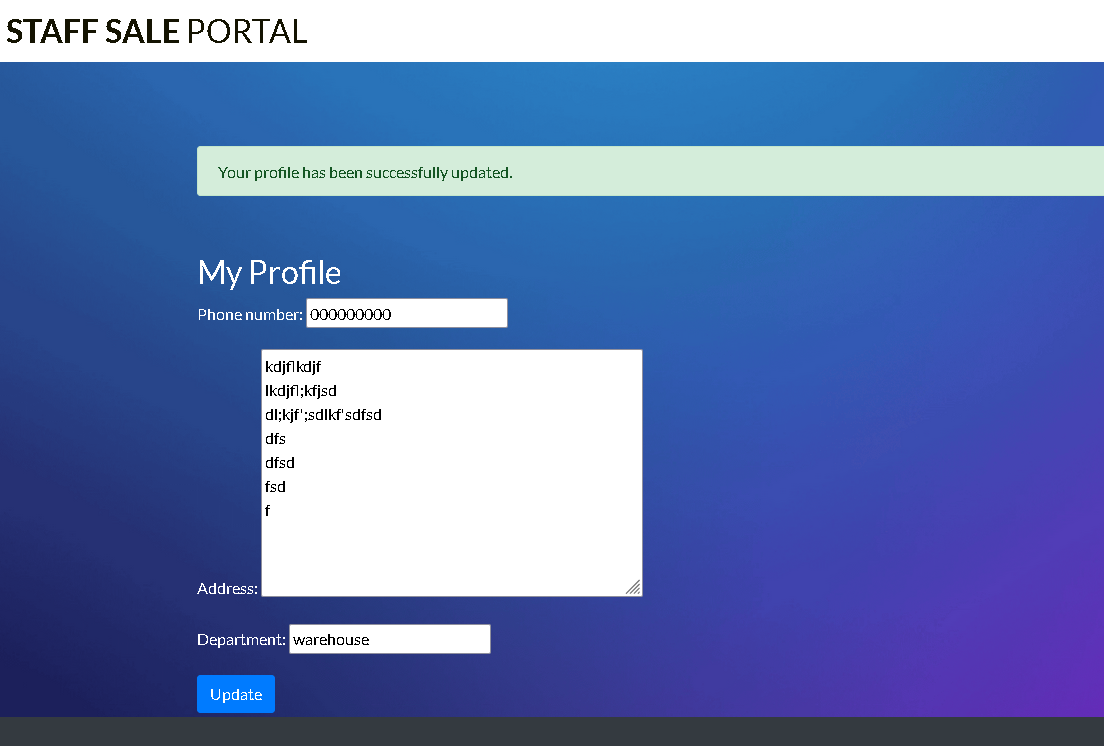 STAFF SALE PORTAL
Your profile has been successfully updated.
My Profile
Phone number: 000000000
kdjflkdjf
lkdjfl;kfjsd
dl;kjf';sdlkf'sdfsd
dfs
dfsd
fsd
f
Address:
Department: warehouse
Update